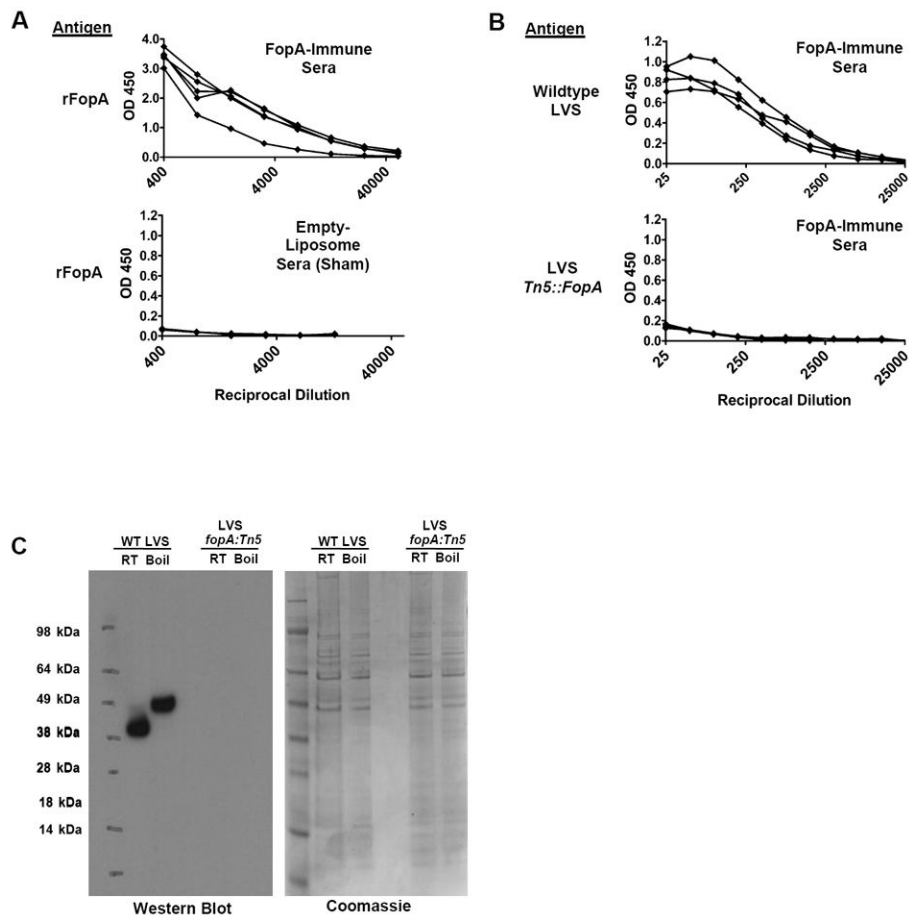 A
Antigen
FopA-Immune
Sera
rFopA
OD 450
4.0
3.0
2.0
1.0
0.0
400
4000
40000
Empty-
Liposome
Sera (Sham)
rFopA
OD 450
1.2
1.0
0.8
0.6
0.4
0.2
0.0
400
4000
40000
Reciprocal Dilution
B
Antigen
FopA-Immune
Sera
Wildtype
LVS
OD 450
1.2
1.0
0.8
0.6
0.4
0.2
0.0
25
250
2500
25000
FopA-Immune
Sera
LVS
Tn5::FopA
OD 450
1.2
1.0
0.8
0.6
0.4
0.2
0.0
25
250
2500
25000
Reciprocal Dilution
C
WT LVS
LVS
fopA:Tn5
RT Boil
RT Boil
WT LVS
LVS
fopA:Tn5
RT Boil
RT Boil
98 kDa
64 kDa
49 kDa
38 kDa
28 kDa
18 kDa
14 kDa
Western Blot
Coomassie